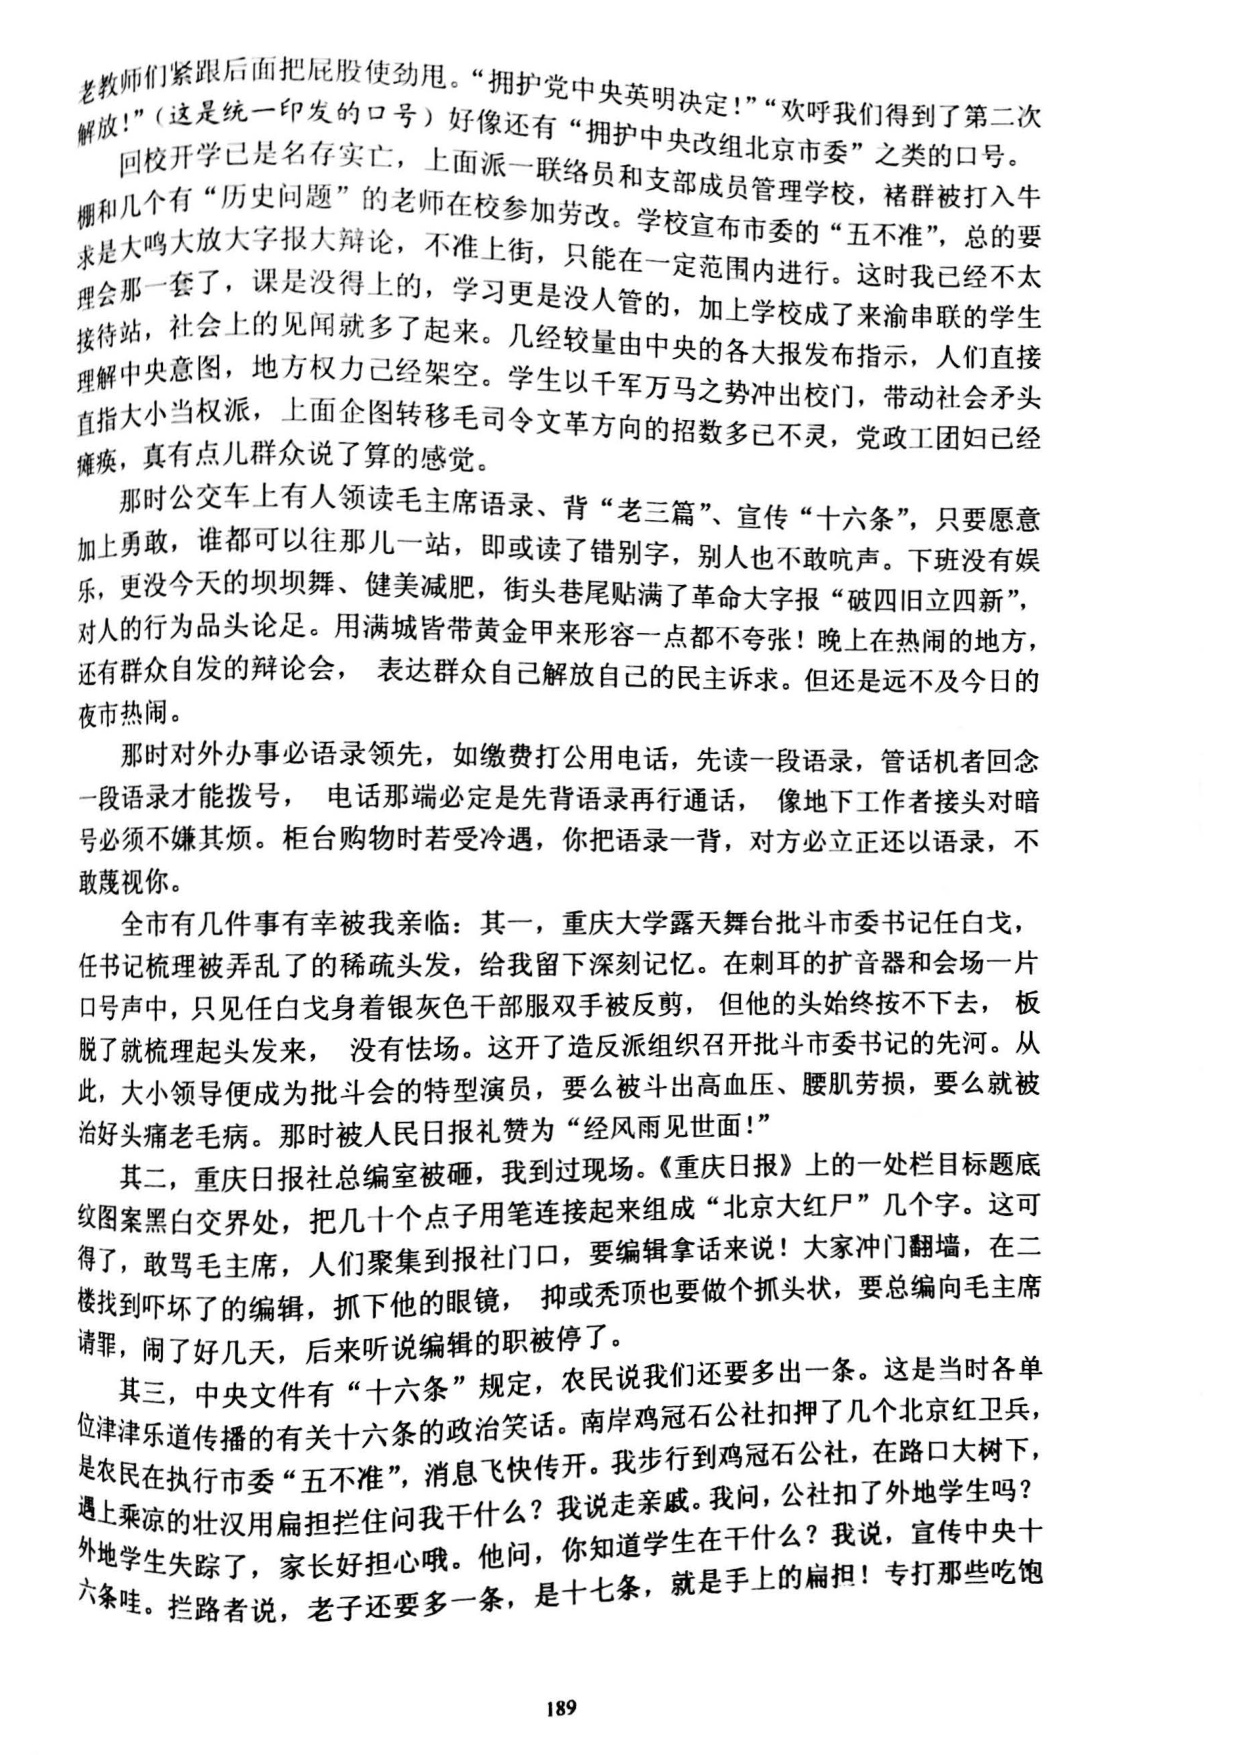 老教师们紧跟后面把屁股使劲甩。“拥护党中央英明决定！”“欢呼我们得到了第二次
解放！”（这是统一印发的口号）好像还有“拥护中央改组北京市委”之类的口号。
回校开学已是名存实亡，上面派一联络员和支部成员管理学校，褚群被打入牛
棚和几个有“历史问题”的老师在校参加劳改。学校宣布市委的“五不准”，总的要
求是大鸣大放大字报大辩论，不准上街，只能在一定范围内进行。这时我已经不太
理会那一套了，课是没得上的，学习更是没人管的，加上学校成了来渝串联的学生
接待站，社会上的见闻就多了起来。几经较量由中央的各大报发布指示，人们直接
理解中央意图，地方权力已经架空。学生以千军万马之势冲出校门，带动社会矛头
直指大小当权派，上面企图转移毛司令文革方向的招数多已不灵，党政工团妇已经
瘫痪，真有点儿群众说了算的感觉。
那时公交车上有人领读毛主席语录、背“老三篇”、宣传“十六条”，只要愿意
加上勇敢，谁都可以往那儿一站，即或读了错别字，别人也不敢吭声。下班没有娱
乐，更没今天的坝坝舞、健美减肥，街头巷尾贴满了革命大字报“破四旧立四新”，
对人的行为品头论足。用满城皆带黄金甲来形容一点都不夸张！晚上在热闹的地方，
还有群众自发的辩论会， 表达群众自己解放自己的民主诉求。但还是远不及今日的
夜市热闹。
那时对外办事必语录领先，如缴费打公用电话，先读一段语录，管话机者回念
一段语录才能拨号， 电话那端必定是先背语录再行通话， 像地下工作者接头对暗
号必须不嫌其烦。柜台购物时若受冷遇，你把语录一背，对方必立正还以语录，不
敢蔑视你。
全市有几件事有幸被我亲临：其一，重庆大学露天舞台批斗市委书记任白戈，
任书记梳理被弄乱了的稀疏头发，给我留下深刻记忆。在刺耳的扩音器和会场一片
口号声中，只见任白戈身着银灰色干部服双手被反剪， 但他的头始终按不下去， 板
脱了就梳理起头发来， 没有怯场。这开了造反派组织召开批斗市委书记的先河。从
此，大小领导便成为批斗会的特型演员，要么被斗出高血压、腰肌劳损，要么就被
治好头痛老毛病。那时被人民日报礼赞为“经风雨见世面！”
其二，重庆日报社总编室被砸，我到过现场。《重庆日报》上的一处栏目标题底
纹图案黑白交界处，把几十个点子用笔连接起来组成“北京大红尸”几个字。这可
得了，敢骂毛主席，人们聚集到报社门口，要编辑拿话来说！大家冲门翻墙，在二
楼找到吓坏了的编辑，抓下他的眼镜， 抑或秃顶也要做个抓头状，要总编向毛主席
请罪，闹了好几天，后来听说编辑的职被停了。
其三，中央文件有“十六条”规定，农民说我们还要多出一条。这是当时各单
位津津乐道传播的有关十六条的政治笑话。南岸鸡冠石公社扣押了几个北京红卫兵，
是农民在执行市委“五不准”，消息飞快传开。我步行到鸡冠石公社，在路口大树下，
遇上乘凉的壮汉用扁担拦住问我干什么？我说走亲戚。我问，公社扣了外地学生吗？
外地学生失踪了，家长好担心哦。他问，你知道学生在干什么？我说，宣传中央十
六条哇。拦路者说，老子还要多一条，是十七条，就是手上的扁担！专打那些吃饱
189